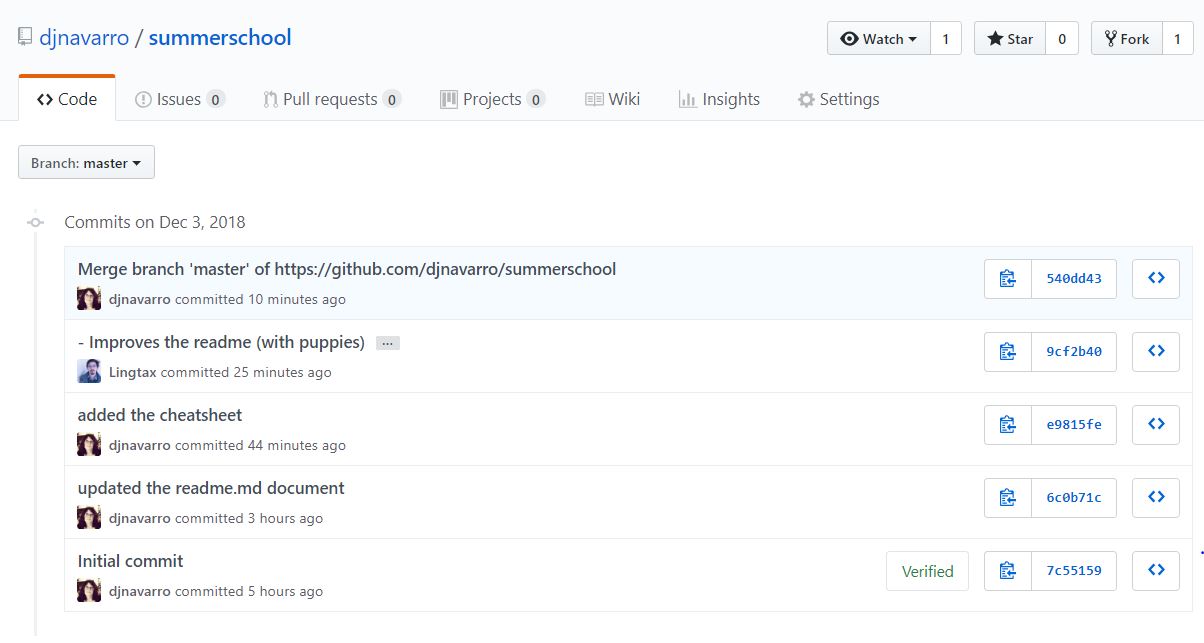 djnavarro / summerschool Watch 1 Star 0 Fork 1
Code Issues 0 Pull requests 0 Projects 0 Wiki Insights Settings
Branch: master
Commits on Dec 3, 2018
Merge branch 'master' of https://github.com/djnavarro/summerschool
djnavarro committed 10 minutes ago
540dd43
- Improves the readme (with puppies) ...
Lingtax committed 25 minutes ago
9cf2b40
added the cheatsheet
djnavarro committed 44 minutes ago
e9815fe
updated the readme.md document
djnavarro committed 3 hours ago
6c0b71c
Initial commit
djnavarro committed 5 hours ago
Verified 7c55159